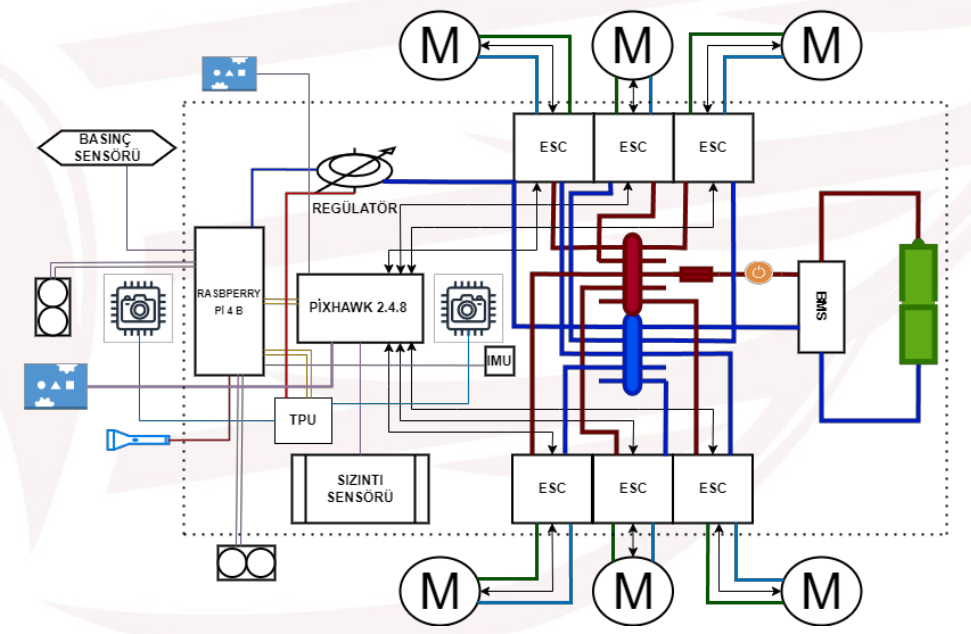 M
M
M
BASINÇ
SENSÖRÜ
ESC
ESC
ESC
REGÜLATÖR
RASBPERRY
Pİ 4 B
PİXHAWK 2.4.8
BMS
IMU
TPU
SIZINTI
SENSÖRÜ
ESC
ESC
ESC
M
M
M